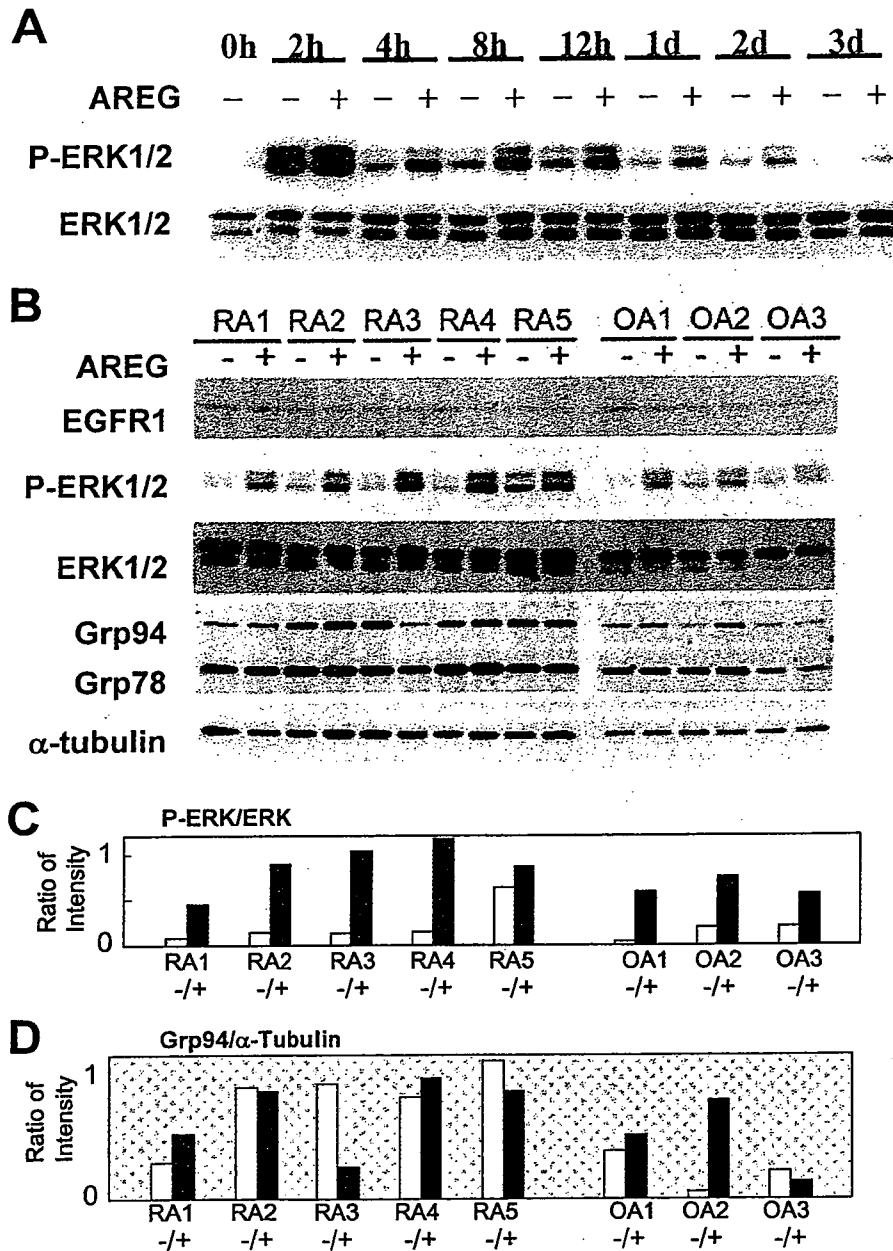 A
0h 2h 4h 8h 12h 1d 2d 3d
AREG − − + − + − + − + − + − + − +
P-ERK1/2
ERK1/2
B
RA1 RA2 RA3 RA4 RA5 OA1 OA2 OA3
AREG - + - + - + - + - + - + - + - +
EGFR1
P-ERK1/2
ERK1/2
Grp94
Grp78
α-tubulin
C
P-ERK/ERK
Ratio of
Intensity
1
0
RA1 RA2 RA3 RA4 RA5 OA1 OA2 OA3
-/+ -/+ -/+ -/+ -/+ -/+ -/+ -/+
D
Grp94/α-Tubulin
Ratio of
Intensity
1
0
RA1 RA2 RA3 RA4 RA5 OA1 OA2 OA3
-/+ -/+ -/+ -/+ -/+ -/+ -/+ -/+